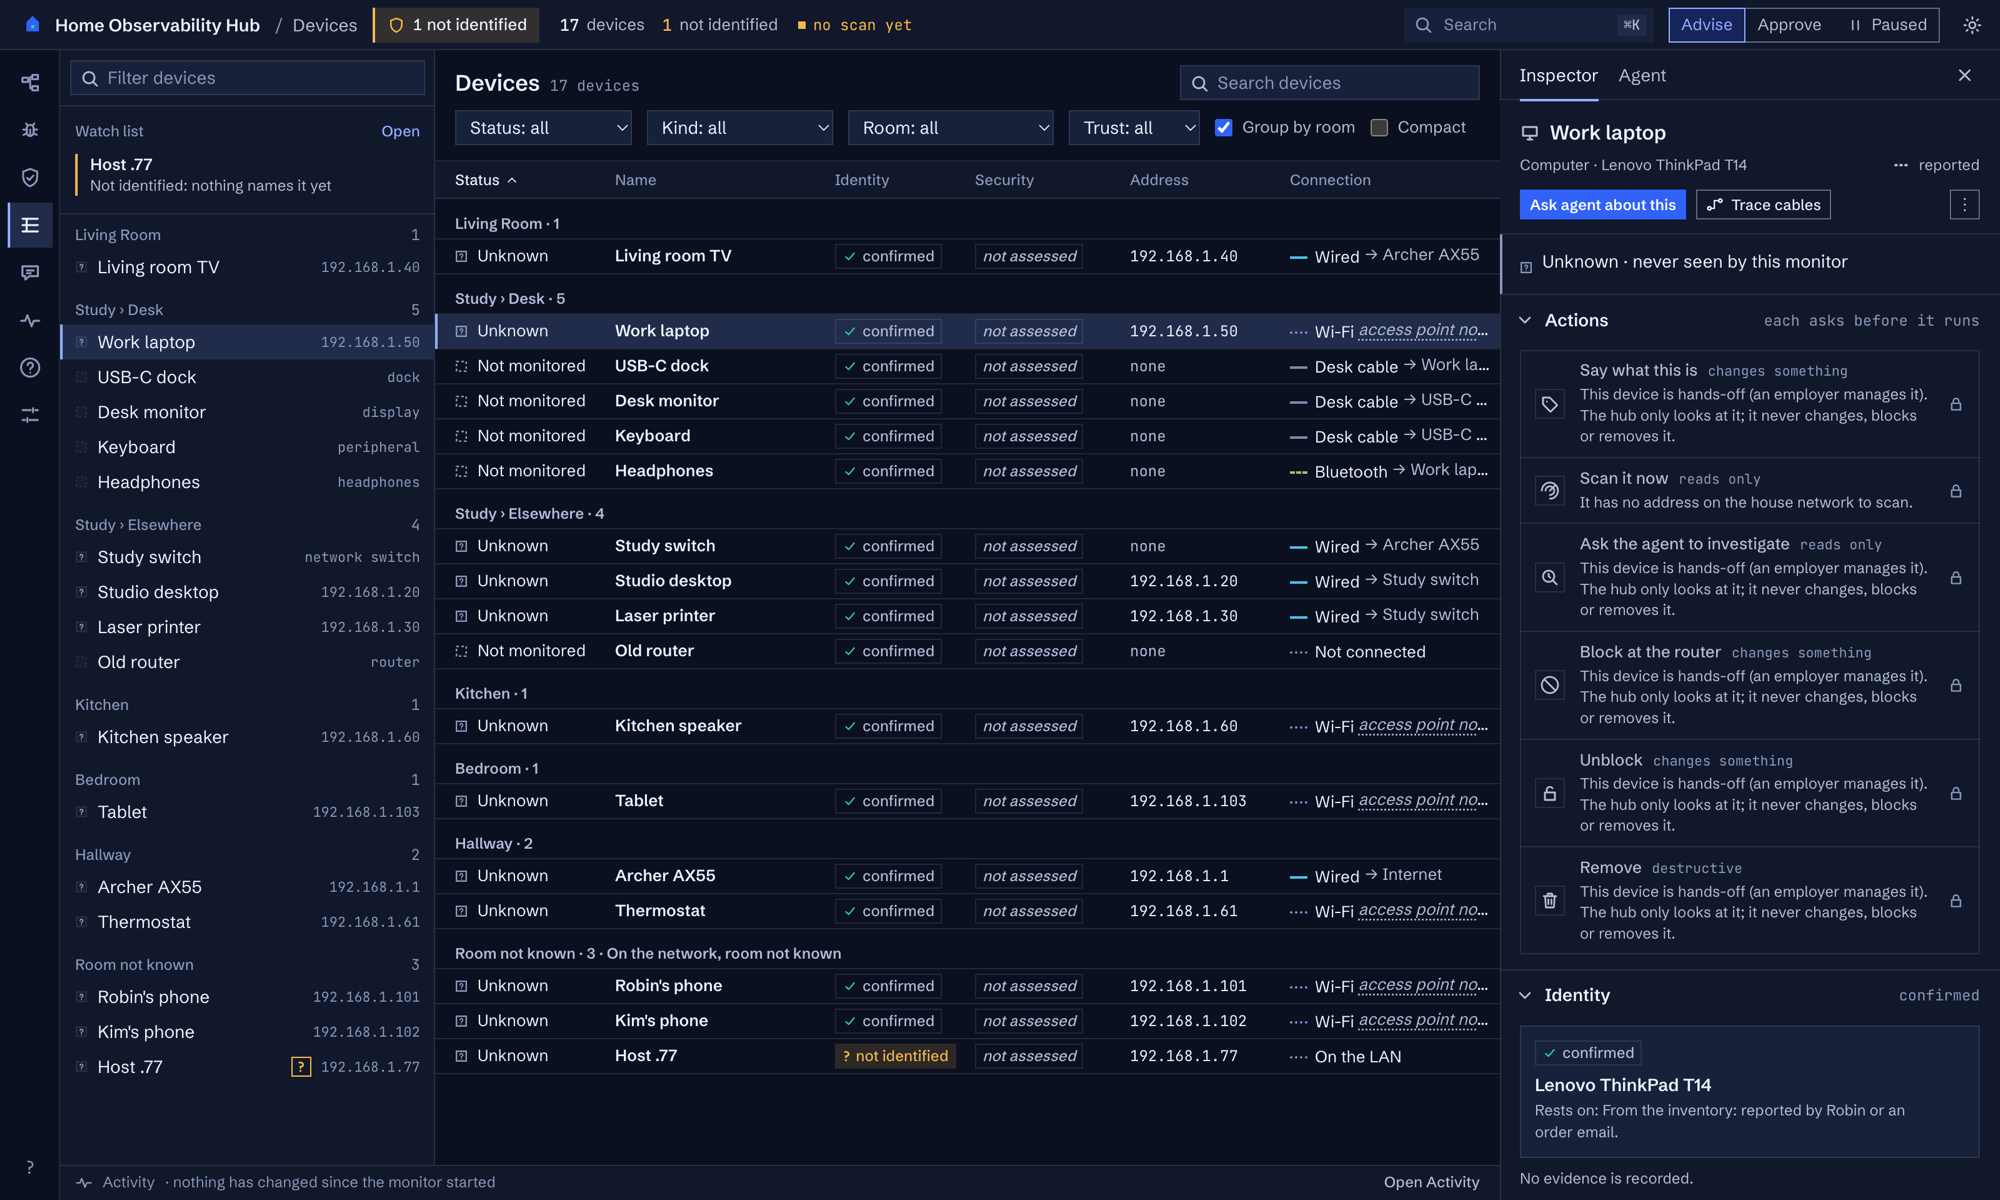 Home Observability Hub / Devices
1 not identified
17 devices 1 not identified no scan yet
Search ⌘K
Advise Approve Paused
Filter devices
Watch list Open
Host .77
Not identified: nothing names it yet
Living Room 1
Living room TV 192.168.1.40
Study › Desk 5
Work laptop 192.168.1.50
USB-C dock dock
Desk monitor display
Keyboard peripheral
Headphones headphones
Study › Elsewhere 4
Study switch network switch
Studio desktop 192.168.1.20
Laser printer 192.168.1.30
Old router router
Kitchen 1
Kitchen speaker 192.168.1.60
Bedroom 1
Tablet 192.168.1.103
Hallway 2
Archer AX55 192.168.1.1
Thermostat 192.168.1.61
Room not known 3
Robin's phone 192.168.1.101
Kim's phone 192.168.1.102
Host .77 ? 192.168.1.77
?
Devices 17 devices
Search devices
Status: all Kind: all Room: all Trust: all Group by room Compact
Status Name Identity Security Address Connection
Living Room · 1
Unknown Living room TV confirmed not assessed 192.168.1.40 Wired → Archer AX55
Study › Desk · 5
Unknown Work laptop confirmed not assessed 192.168.1.50 Wi-Fi access point no...
Not monitored USB-C dock confirmed not assessed none Desk cable → Work la...
Not monitored Desk monitor confirmed not assessed none Desk cable → USB-C ...
Not monitored Keyboard confirmed not assessed none Desk cable → USB-C ...
Not monitored Headphones confirmed not assessed none Bluetooth → Work lap...
Study › Elsewhere · 4
Unknown Study switch confirmed not assessed none Wired → Archer AX55
Unknown Studio desktop confirmed not assessed 192.168.1.20 Wired → Study switch
Unknown Laser printer confirmed not assessed 192.168.1.30 Wired → Study switch
Not monitored Old router confirmed not assessed none Not connected
Kitchen · 1
Unknown Kitchen speaker confirmed not assessed 192.168.1.60 Wi-Fi access point no...
Bedroom · 1
Unknown Tablet confirmed not assessed 192.168.1.103 Wi-Fi access point no...
Hallway · 2
Unknown Archer AX55 confirmed not assessed 192.168.1.1 Wired → Internet
Unknown Thermostat confirmed not assessed 192.168.1.61 Wi-Fi access point no...
Room not known · 3 · On the network, room not known
Unknown Robin's phone confirmed not assessed 192.168.1.101 Wi-Fi access point no...
Unknown Kim's phone confirmed not assessed 192.168.1.102 Wi-Fi access point no...
Unknown Host .77 ? not identified not assessed 192.168.1.77 On the LAN
Activity · nothing has changed since the monitor started Open Activity
Inspector Agent
Work laptop
Computer · Lenovo ThinkPad T14 reported
Ask agent about this Trace cables
Unknown · never seen by this monitor
Actions each asks before it runs
Say what this is changes something
This device is hands-off (an employer manages it).
The hub only looks at it; it never changes, blocks
or removes it.
Scan it now reads only
It has no address on the house network to scan.
Ask the agent to investigate reads only
This device is hands-off (an employer manages it).
The hub only looks at it; it never changes, blocks
or removes it.
Block at the router changes something
This device is hands-off (an employer manages it).
The hub only looks at it; it never changes, blocks
or removes it.
Unblock changes something
This device is hands-off (an employer manages it).
The hub only looks at it; it never changes, blocks
or removes it.
Remove destructive
This device is hands-off (an employer manages it).
The hub only looks at it; it never changes, blocks
or removes it.
Identity confirmed
confirmed
Lenovo ThinkPad T14
Rests on: From the inventory: reported by Robin or an
order email.
No evidence is recorded.